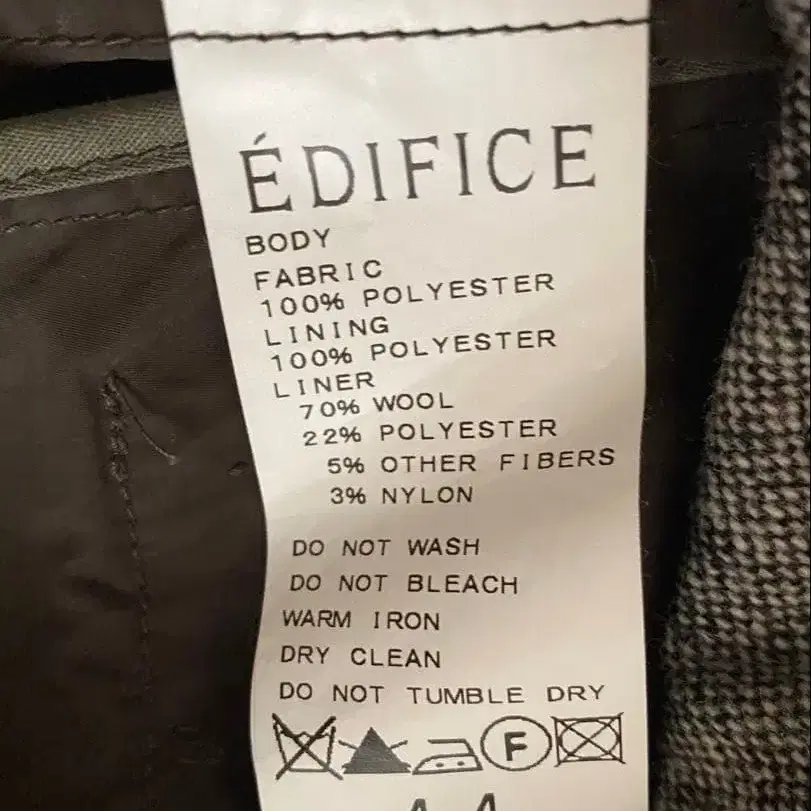 ÉDIFICE
BODY
FABRIC
100% POLYESTER
LINING
100% POLYESTER
LINER
70% WOOL
22% POLYESTER
5% OTHER FIBERS
3% NYLON
DO NOT WASH
DO NOT BLEACH
WARM IRON
DRY CLEAN
DO NOT TUMBLE DRY
F